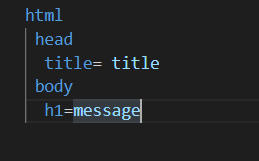 html
head
title= title
body
h1=message